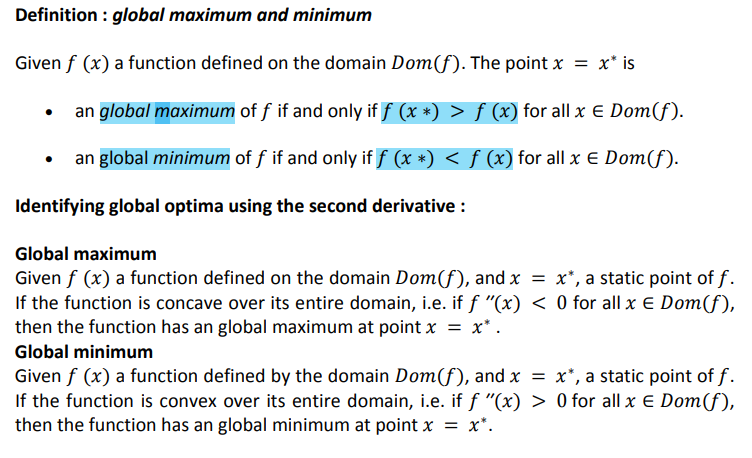 Definition : global maximum and minimum
Given f (x) a function defined on the domain Dom(f). The point x = x* is
• an global maximum of f if and only if f (x *) > f (x) for all x ∈ Dom(f).
• an global minimum of f if and only if f (x *) < f (x) for all x ∈ Dom(f).
Identifying global optima using the second derivative :
Global maximum
Given f (x) a function defined on the domain Dom(f), and x = x*, a static point of f.
If the function is concave over its entire domain, i.e. if f ″(x) < 0 for all x ∈ Dom(f),
then the function has an global maximum at point x = x* .
Global minimum
Given f (x) a function defined by the domain Dom(f), and x = x*, a static point of f.
If the function is convex over its entire domain, i.e. if f ″(x) > 0 for all x ∈ Dom(f),
then the function has an global minimum at point x = x*.